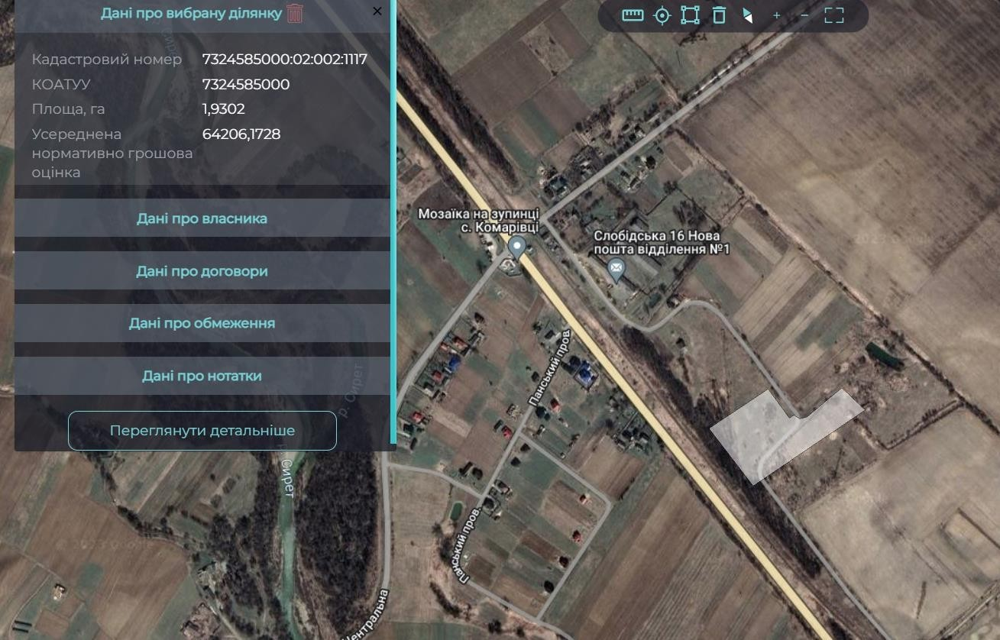 Дані про вибрану ділянку
Кадастровий номер 7324585000:02:002:1117
КОАТУУ 7324585000
Площа, га 1,9302
Усереднена 64206,1728
нормативно грошова
оцінка
Дані про власника
Дані про договори
Дані про обмеження
Дані про нотатки
Переглянути детальніше
Мозаїка на зупинці
с. Комарівці
Слобідська 16 Нова
пошта відділення №1
Панський пров.
Панський пров.
р. Сирет
Сирет
Центральна